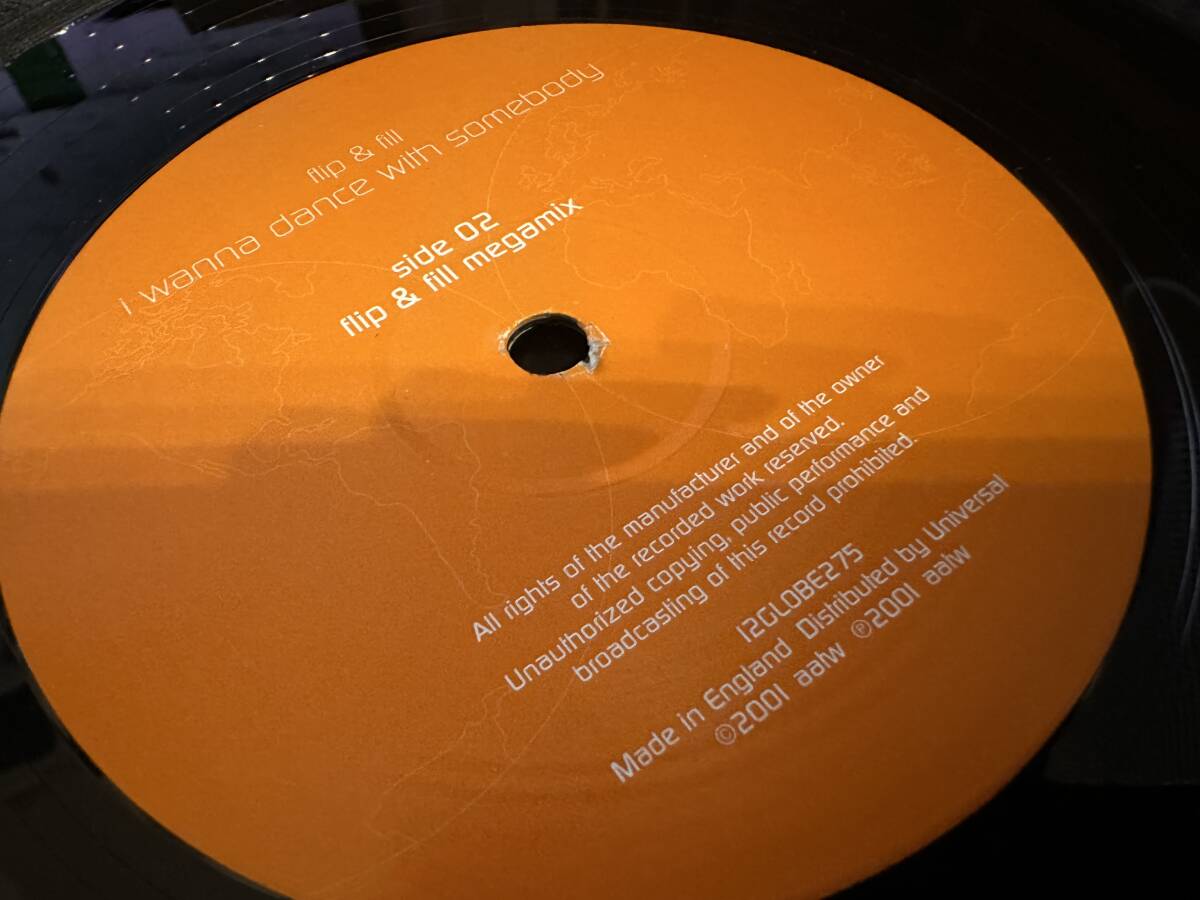 flip & fill
i wanna dance with somebody
side 02
flip & fill megamix
All rights of the manufacturer and of the owner
of the recorded work reserved.
Unauthorized copying, public performance and
broadcasting of this record prohibited.
12GLOBE275
Made in England Distributed by Universal
©2001 aatw ℗2001 aatw